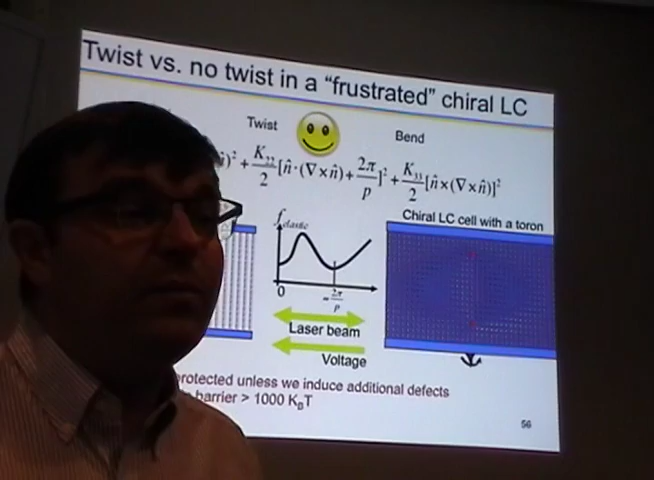 Twist vs. no twist in a "frustrated" chiral LC
Twist
Bend
)² + K₂₂/2 [n̂·(∇×n̂) + 2π/p]² + K₃₃/2 [n̂×(∇×n̂)]²
f elastic
Chiral LC cell with a toron
0
-2π/p
Laser beam
Voltage
protected unless we induce additional defects
barrier > 1000 K_BT
56